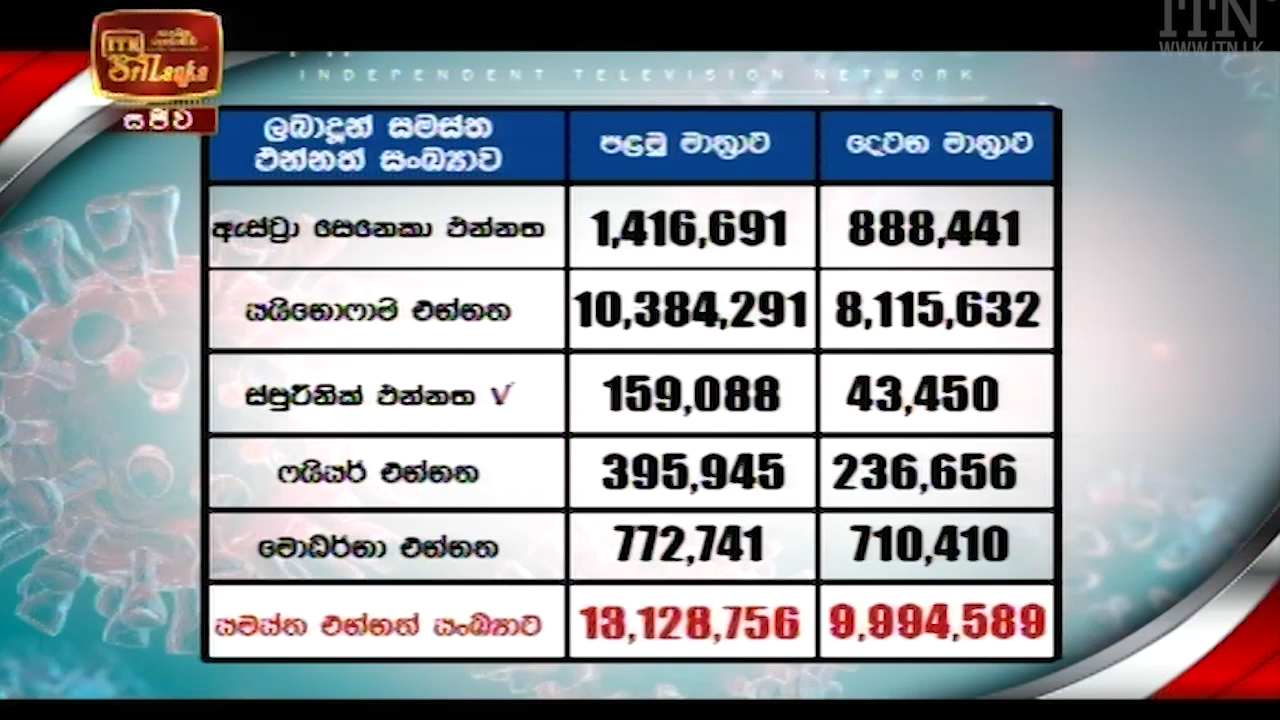 ITN
WWW.ITN.LK
ITN
SriLanka
සජීව
INDEPENDENT TELEVISION NETWORK
ලබාදුන් සමස්ත
එන්නත් සංඛ්‍යාව
පළමු මාත්‍රාව
දෙවන මාත්‍රාව
ඇස්ට්‍රා සෙනෙකා එන්නත
1,416,691
888,441
සයිනොෆාම් එන්නත
10,384,291
8,115,632
ස්පුට්නික් එන්නත V
159,088
43,450
ෆයිසර් එන්නත
395,945
236,656
මොඩර්නා එන්නත
772,741
710,410
සමස්ත එන්නත් සංඛ්‍යාව
13,128,756
9,994,589